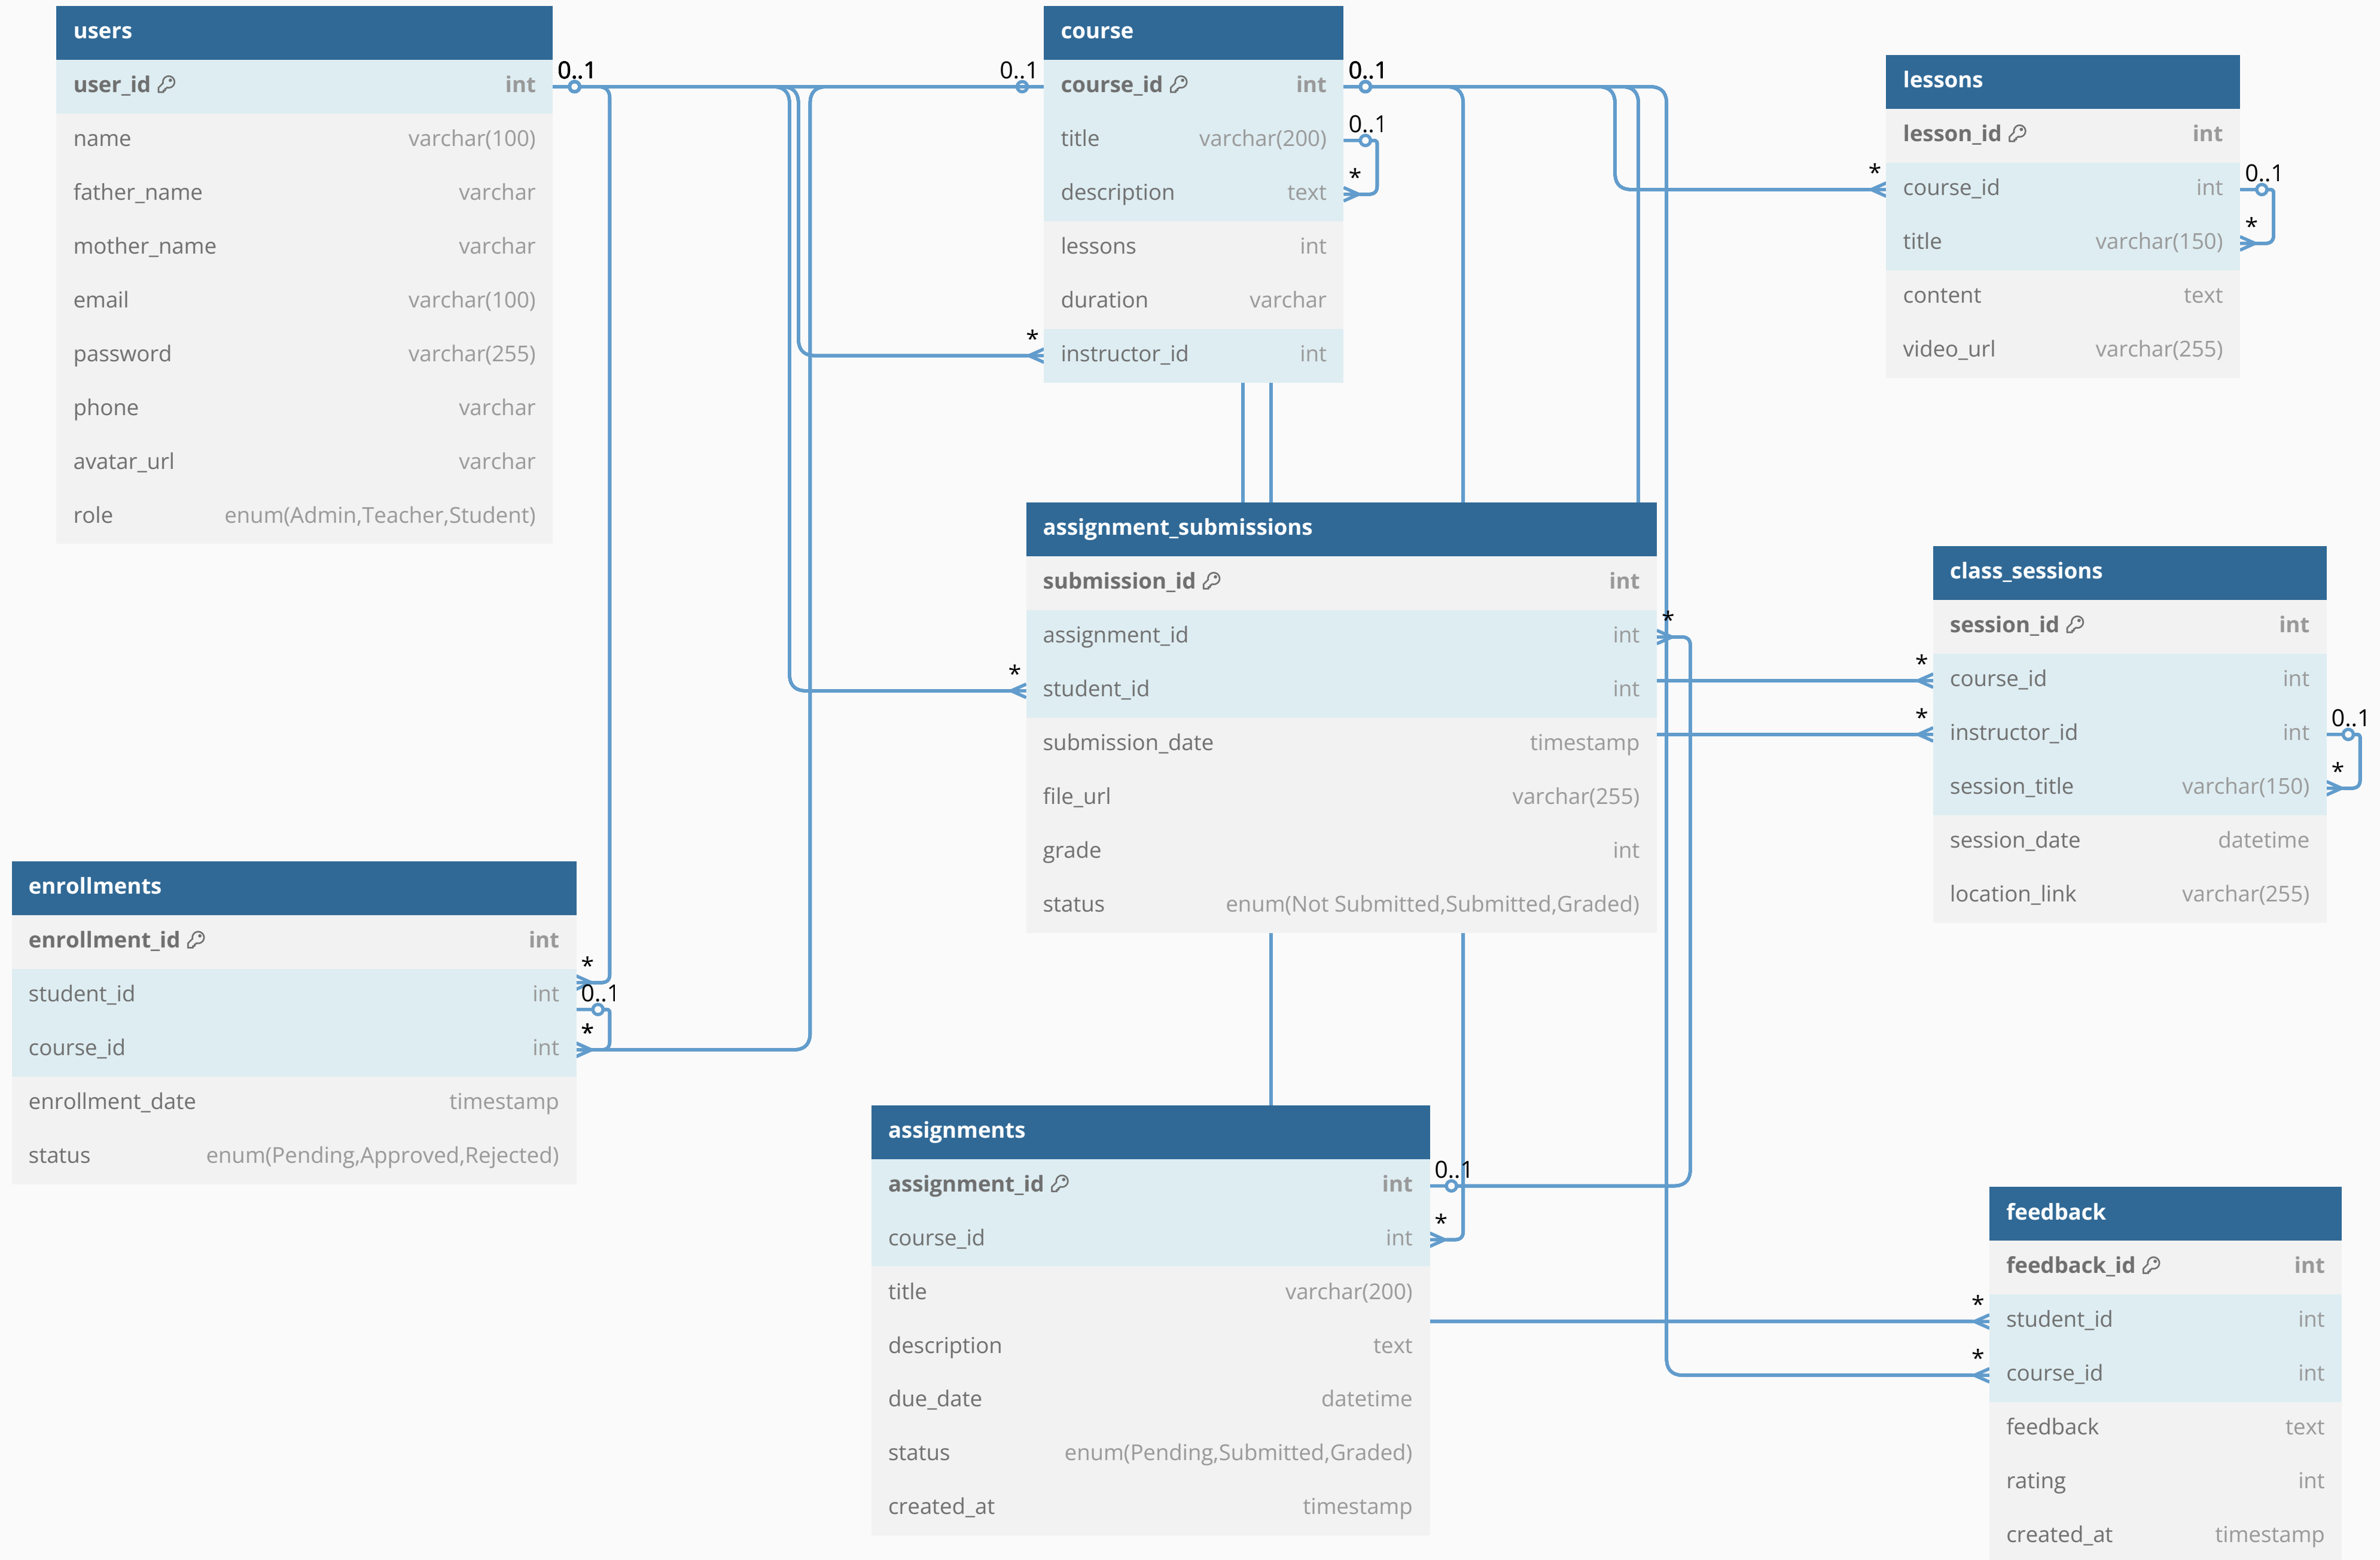 users
user_id int
name varchar(100)
father_name varchar
mother_name varchar
email varchar(100)
password varchar(255)
phone varchar
avatar_url varchar
role enum(Admin,Teacher,Student)
0..1
0..1
course
course_id int
title varchar(200)
description text
lessons int
duration varchar
instructor_id int
0..1
0..1
*
*
lessons
lesson_id int
course_id int
title varchar(150)
content text
video_url varchar(255)
*
0..1
*
assignment_submissions
submission_id int
assignment_id int
student_id int
submission_date timestamp
file_url varchar(255)
grade int
status enum(Not Submitted,Submitted,Graded)
*
*
class_sessions
session_id int
course_id int
instructor_id int
session_title varchar(150)
session_date datetime
location_link varchar(255)
*
*
0..1
*
enrollments
enrollment_id int
student_id int
course_id int
enrollment_date timestamp
status enum(Pending,Approved,Rejected)
*
0..1
*
assignments
assignment_id int
course_id int
title varchar(200)
description text
due_date datetime
status enum(Pending,Submitted,Graded)
created_at timestamp
0..1
*
feedback
feedback_id int
student_id int
course_id int
feedback text
rating int
created_at timestamp
*
*